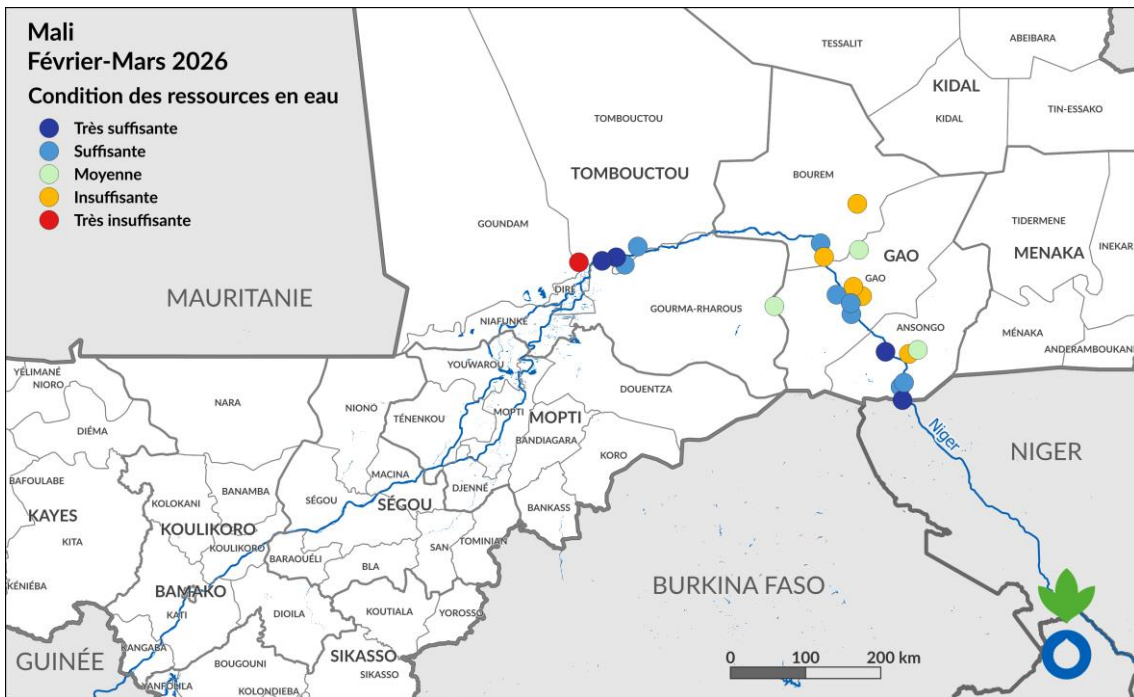 Mali
Février-Mars 2026
Condition des ressources en eau
Très suffisante
Suffisante
Moyenne
Insuffisante
Très insuffisante
TESSALIT
ABEIBARA
KIDAL
KIDAL
TIN-ESSAKO
TOMBOUCTOU
TOMBOUCTOU
BOUREM
GOUNDAM
TIDERMENE
MENAKA
INEKAR
GAO
GAO
MAURITANIE
DIRE
GOURMA-RHAROUS
NIAFUNKE
ANSONGO
MÉNAKA
ANDERAMBOUKANE
YOUWAROU
YÉLIMANÉ
NIORO
NARA
NIONO
TÉNENKOU
DOUENTZA
MOPTI
MOPTI
BANDIAGARA
DIÉMA
Niger
NIGER
KORO
MACINA
BAFOULABE
BANAMBA
KOLOKANI
SÉGOU
SÉGOU
DJENNÉ
BANKASS
KAYES
KOULIKORO
KITA
KOULIKORO
BARAOUÉLI
SAN
TOMINIAN
BLA
KÉNIÉBA
BAMAKO
KATI
DIOILA
KOUTIALA
YOROSSO
BURKINA FASO
KANGABA
GUINÉE
BOUGOUNI
SIKASSO
SIKASSO
YANFOHLA
KOLONDIEBA
0 100 200 km